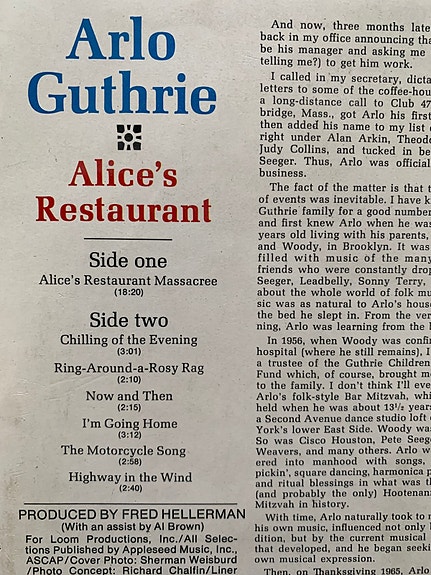 Arlo
Guthrie
Alice's
Restaurant
Side one
Alice's Restaurant Massacree
(18:20)
Side two
Chilling of the Evening
(3:01)
Ring-Around-a-Rosy Rag
(2:10)
Now and Then
(2:15)
I'm Going Home
(3:12)
The Motorcycle Song
(2:58)
Highway in the Wind
(2:40)
PRODUCED BY FRED HELLERMAN
(With an assist by Al Brown)
For Loom Productions, Inc./All Selec-
tions Published by Appleseed Music, Inc.,
ASCAP/Cover Photo: Sherman Weisburd
/Photo Concept: Richard Chalfin/Liner
And now, three months late
back in my office announcing tha
be his manager and asking me
telling me?) to get him work.
I called in my secretary, dicta
letters to some of the coffee-hou
a long-distance call to Club 47
bridge, Mass., got Arlo his first
then added his name to my list
right under Alan Arkin, Theode
Judy Collins, and tucked in be
Seeger. Thus, Arlo was official
business.
The fact of the matter is that t
of events was inevitable. I have k
Guthrie family for a good number
and first knew Arlo when he was
years old living with his parents,
and Woody, in Brooklyn. It was
filled with music of the many
friends who were constantly drop
Seeger, Leadbelly, Sonny Terry,
about the whole world of folk mu
sic was as natural to Arlo's hous
the bed he slept in. From the ver
ning, Arlo was learning from the l
In 1956, when Woody was confi
hospital (where he still remains), I
a trustee of the Guthrie Children
Fund which, of course, brought m
to the family. I don't think I'll eve
Arlo's folk-style Bar Mitzvah, whi
held when he was about 13½ years
a Second Avenue dance studio loft
York's lower East Side. Woody wa
So was Cisco Houston, Pete Seeg
Weavers, and many others. Arlo w
ered into manhood with songs,
pickin', square dancing, harmonica p
and ritual blessings in what was th
(and probably the only) Hootenan
Mitzvah in history.
With time, Arlo naturally took to m
his own music, influenced not only l
dition, but by the current musical
that developed, and he began seekin
own musical expression.
Then, on Thanksgiving 1965, Arlo